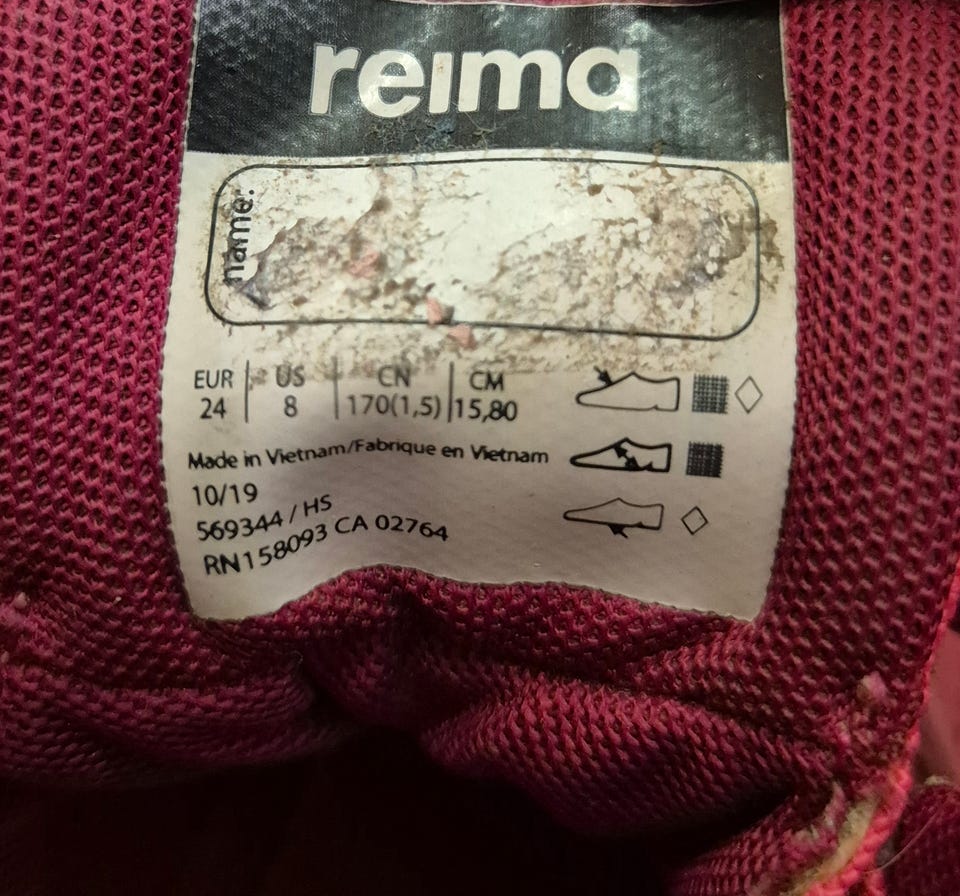 reima
name:
EUR US CN CM
24 8 170(1,5) 15,80
Made in Vietnam/Fabrique en Vietnam
10/19
569344 / HS
RN158093 CA 02764